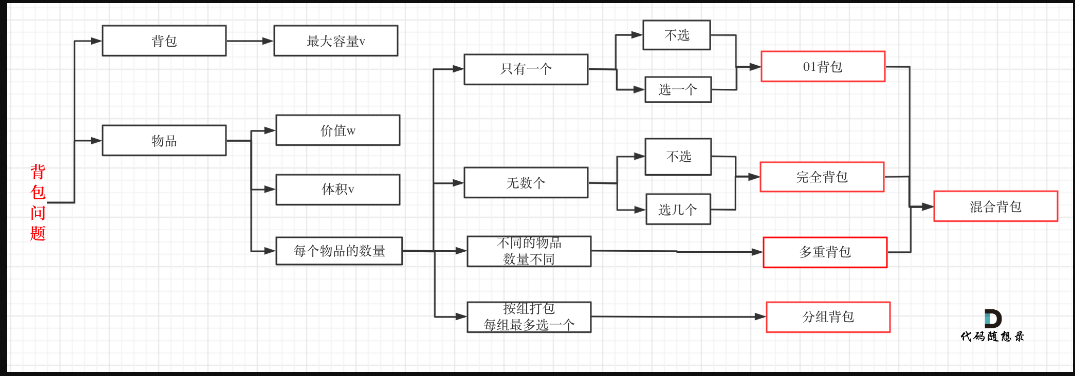 背包问题
背包
最大容量v
物品
价值w
体积v
每个物品的数量
只有一个
不选
选一个
01背包
无数个
不选
选几个
完全背包
混合背包
不同的物品
数量不同
多重背包
按组打包
每组最多选一个
分组背包
代码随想录